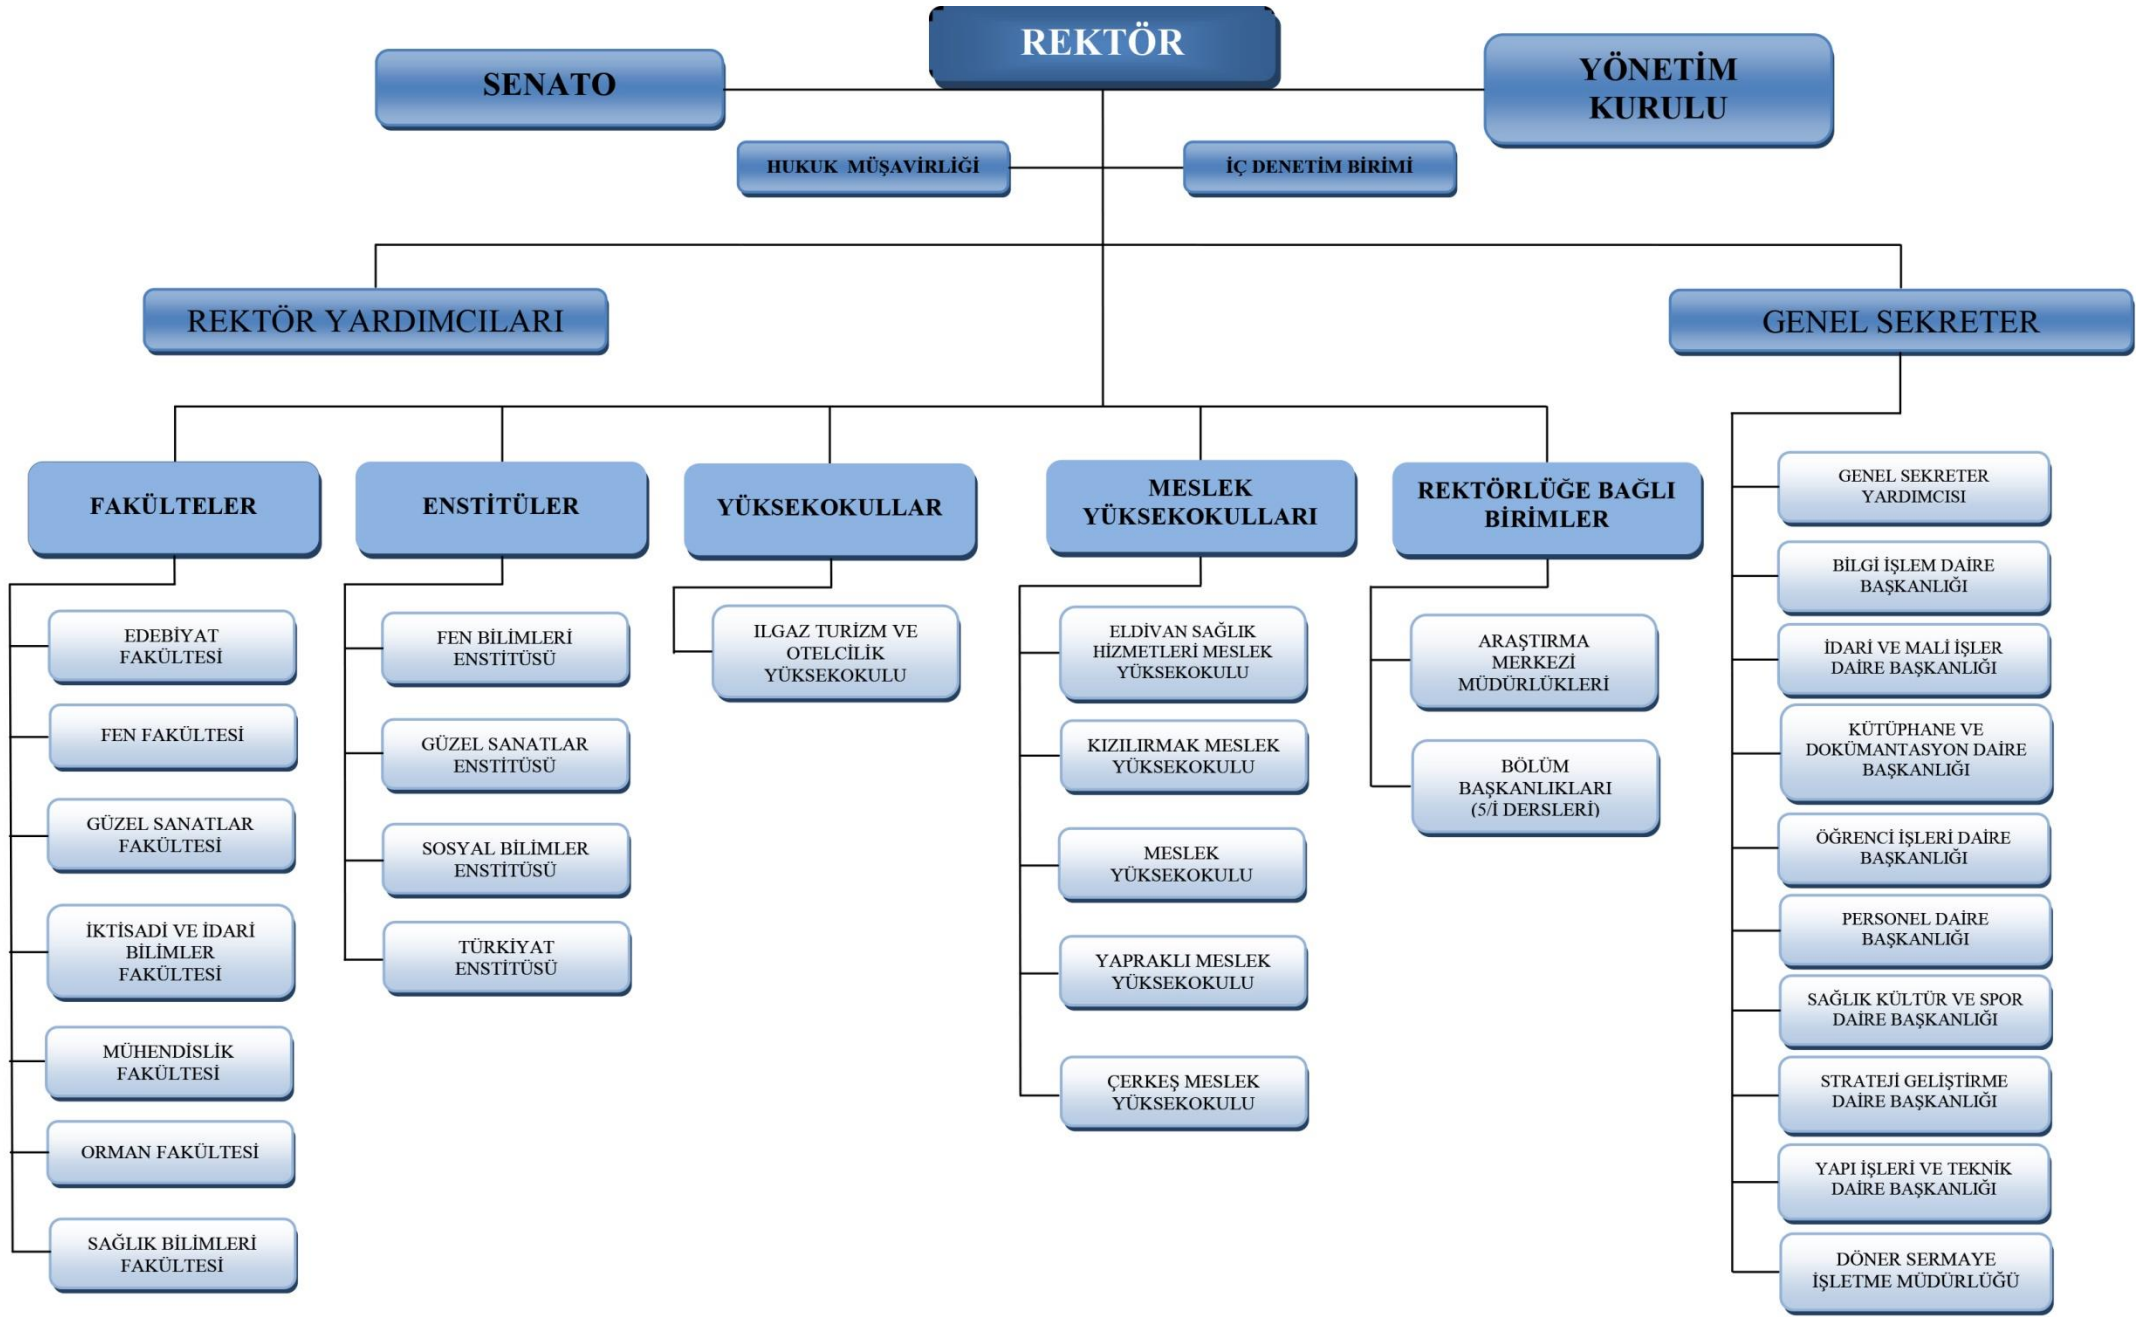 REKTÖR
SENATO
YÖNETİM
KURULU
HUKUK MÜŞAVİRLİĞİ
İÇ DENETİM BİRİMİ
REKTÖR YARDIMCILARI
GENEL SEKRETER
FAKÜLTELER
EDEBİYAT
FAKÜLTESİ
FEN FAKÜLTESİ
GÜZEL SANATLAR
FAKÜLTESİ
İKTİSADİ VE İDARİ
BİLİMLER
FAKÜLTESİ
MÜHENDİSLİK
FAKÜLTESİ
ORMAN FAKÜLTESİ
SAĞLIK BİLİMLERİ
FAKÜLTESİ
ENSTİTÜLER
FEN BİLİMLERİ
ENSTİTÜSÜ
GÜZEL SANATLAR
ENSTİTÜSÜ
SOSYAL BİLİMLER
ENSTİTÜSÜ
TÜRKİYAT
ENSTİTÜSÜ
YÜKSEKOKULLAR
ILGAZ TURİZM VE
OTELCİLİK
YÜKSEKOKULU
MESLEK
YÜKSEKOKULLARI
ELDİVAN SAĞLIK
HİZMETLERİ MESLEK
YÜKSEKOKULU
KIZILIRMAK MESLEK
YÜKSEKOKULU
MESLEK
YÜKSEKOKULU
YAPRAKLI MESLEK
YÜKSEKOKULU
ÇERKEŞ MESLEK
YÜKSEKOKULU
REKTÖRLÜĞE BAĞLI
BİRİMLER
ARAŞTIRMA
MERKEZİ
MÜDÜRLÜKLERİ
BÖLÜM
BAŞKANLIKLARI
(5/İ DERSLERİ)
GENEL SEKRETER
YARDIMCISI
BİLGİ İŞLEM DAİRE
BAŞKANLIĞI
İDARİ VE MALİ İŞLER
DAİRE BAŞKANLIĞI
KÜTÜPHANE VE
DOKÜMANTASYON DAİRE
BAŞKANLIĞI
ÖĞRENCİ İŞLERİ DAİRE
BAŞKANLIĞI
PERSONEL DAİRE
BAŞKANLIĞI
SAĞLIK KÜLTÜR VE SPOR
DAİRE BAŞKANLIĞI
STRATEJİ GELİŞTİRME
DAİRE BAŞKANLIĞI
YAPI İŞLERİ VE TEKNİK
DAİRE BAŞKANLIĞI
DÖNER SERMAYE
İŞLETME MÜDÜRLÜĞÜ